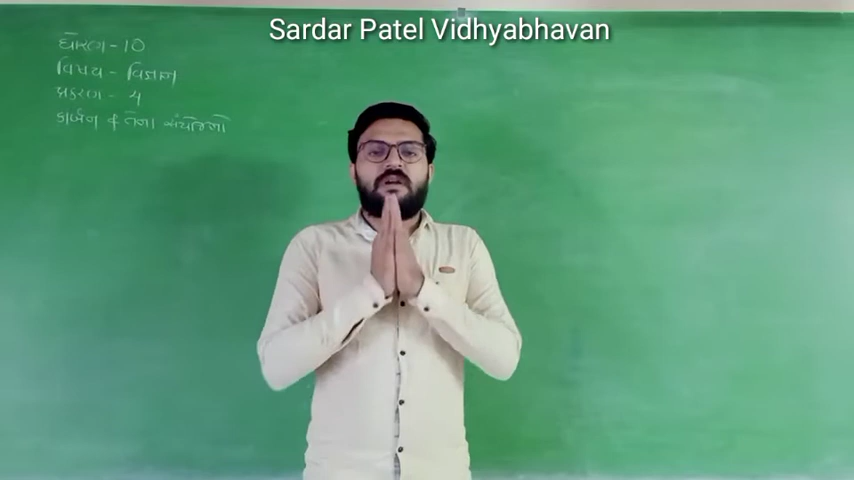 Sardar Patel Vidhyabhavan
ધોરણ - 10
વિષય - વિજ્ઞાન
પ્રકરણ - 4
કાર્બન અને તેના સંયોજનો